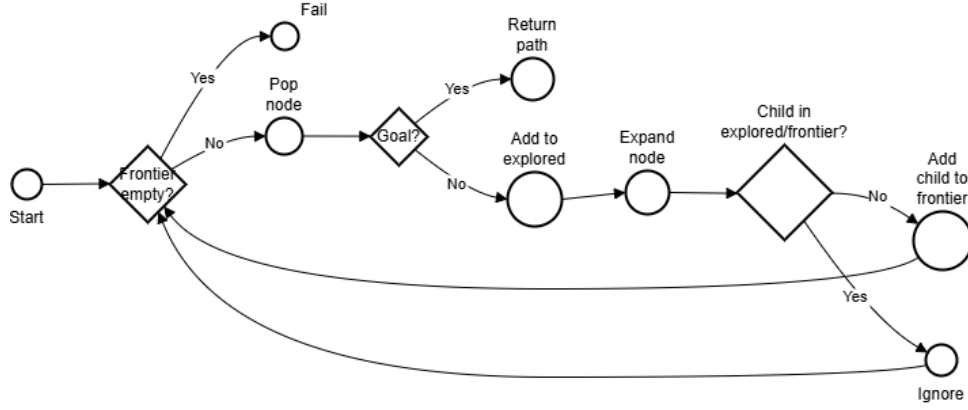 Fail
Return
path
Yes
Pop
node
Yes
Child in
explored/frontier?
Goal?
Add to
explored
Expand
node
No
Frontier
empty?
Add
child to
frontier
No
No
Start
Yes
Ignore